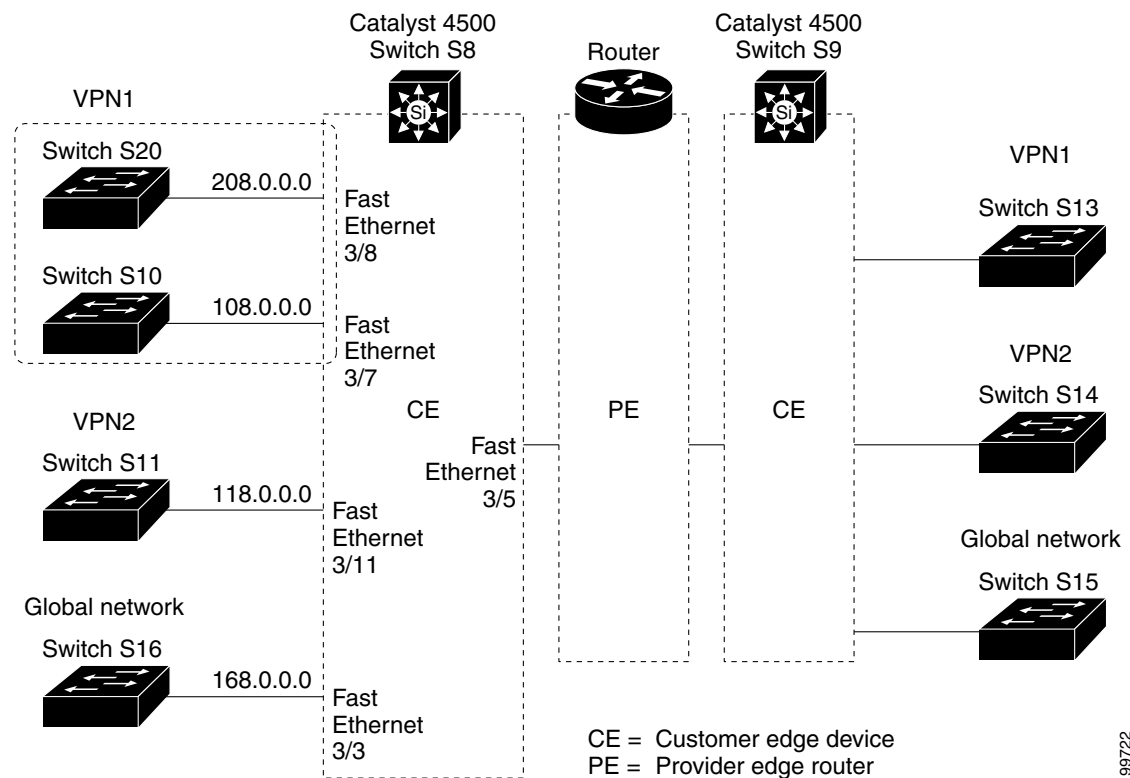 Catalyst 4500
Switch S8
Router
Catalyst 4500
Switch S9
Si
Si
VPN1
Switch S20
208.0.0.0
Fast
Ethernet
3/8
Switch S10
108.0.0.0
Fast
Ethernet
3/7
VPN2
Switch S11
118.0.0.0
Fast
Ethernet
3/11
Global network
Switch S16
168.0.0.0
Fast
Ethernet
3/3
CE
Fast
Ethernet
3/5
PE
CE
VPN1
Switch S13
VPN2
Switch S14
Global network
Switch S15
CE = Customer edge device
PE = Provider edge router
99722